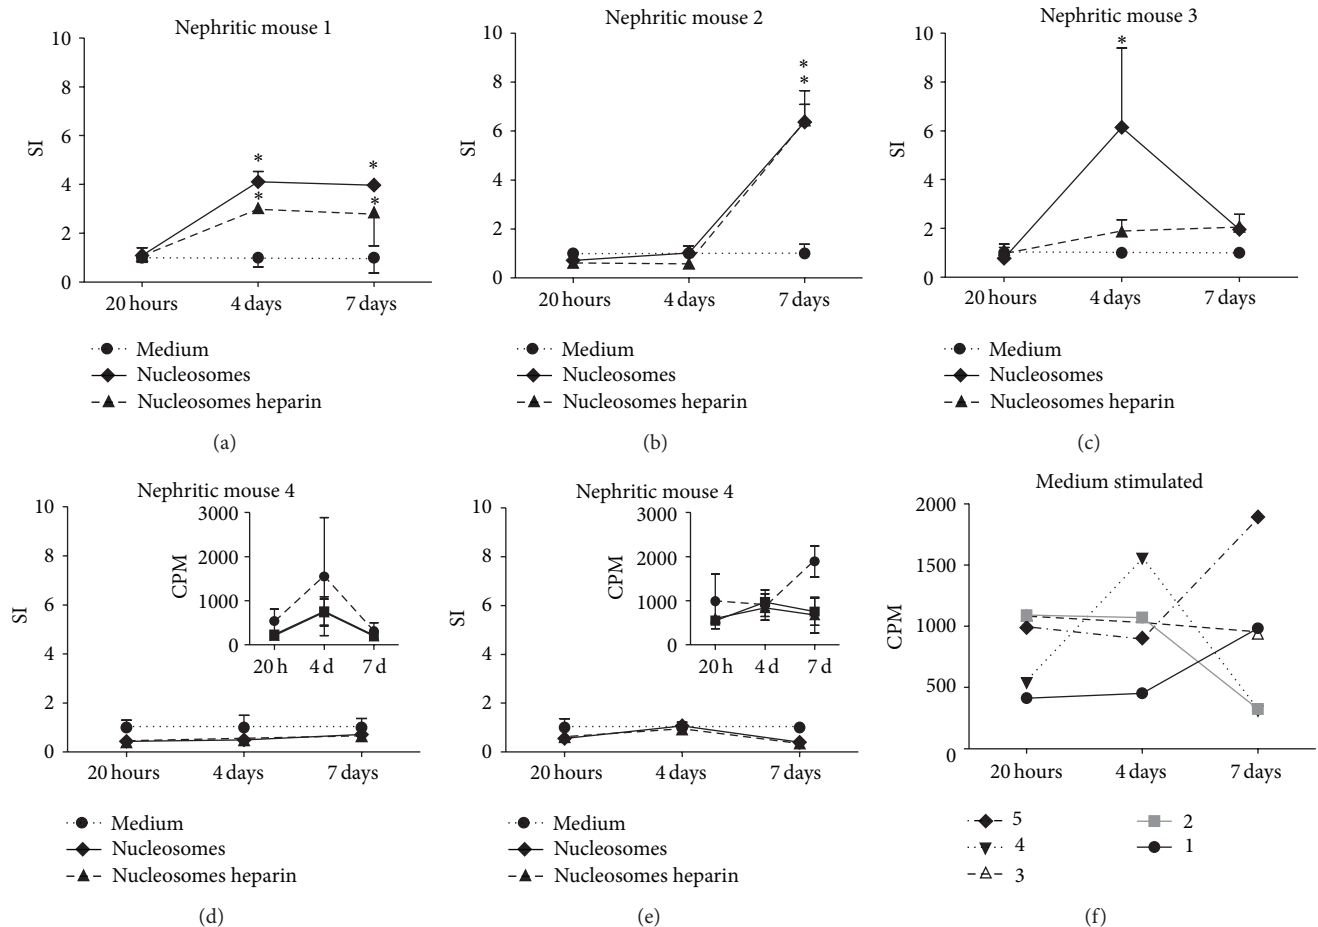 Nephritic mouse 1
10
8
6
4
2
0
SI
*
*
*
*
20 hours
4 days
7 days
Medium
Nucleosomes
Nucleosomes heparin
(a)
Nephritic mouse 2
10
8
6
4
2
0
SI
*
*
20 hours
4 days
7 days
Medium
Nucleosomes
Nucleosomes heparin
(b)
Nephritic mouse 3
10
8
6
4
2
0
SI
*
20 hours
4 days
7 days
Medium
Nucleosomes
Nucleosomes heparin
(c)
Nephritic mouse 4
10
8
6
4
2
0
SI
3000
2000
1000
0
CPM
20 h
4 d
7 d
20 hours
4 days
7 days
Medium
Nucleosomes
Nucleosomes heparin
(d)
Nephritic mouse 4
10
8
6
4
2
0
SI
3000
2000
1000
0
CPM
20 h
4 d
7 d
20 hours
4 days
7 days
Medium
Nucleosomes
Nucleosomes heparin
(e)
Medium stimulated
2000
1500
1000
500
0
CPM
20 hours
4 days
7 days
5
4
3
2
1
(f)